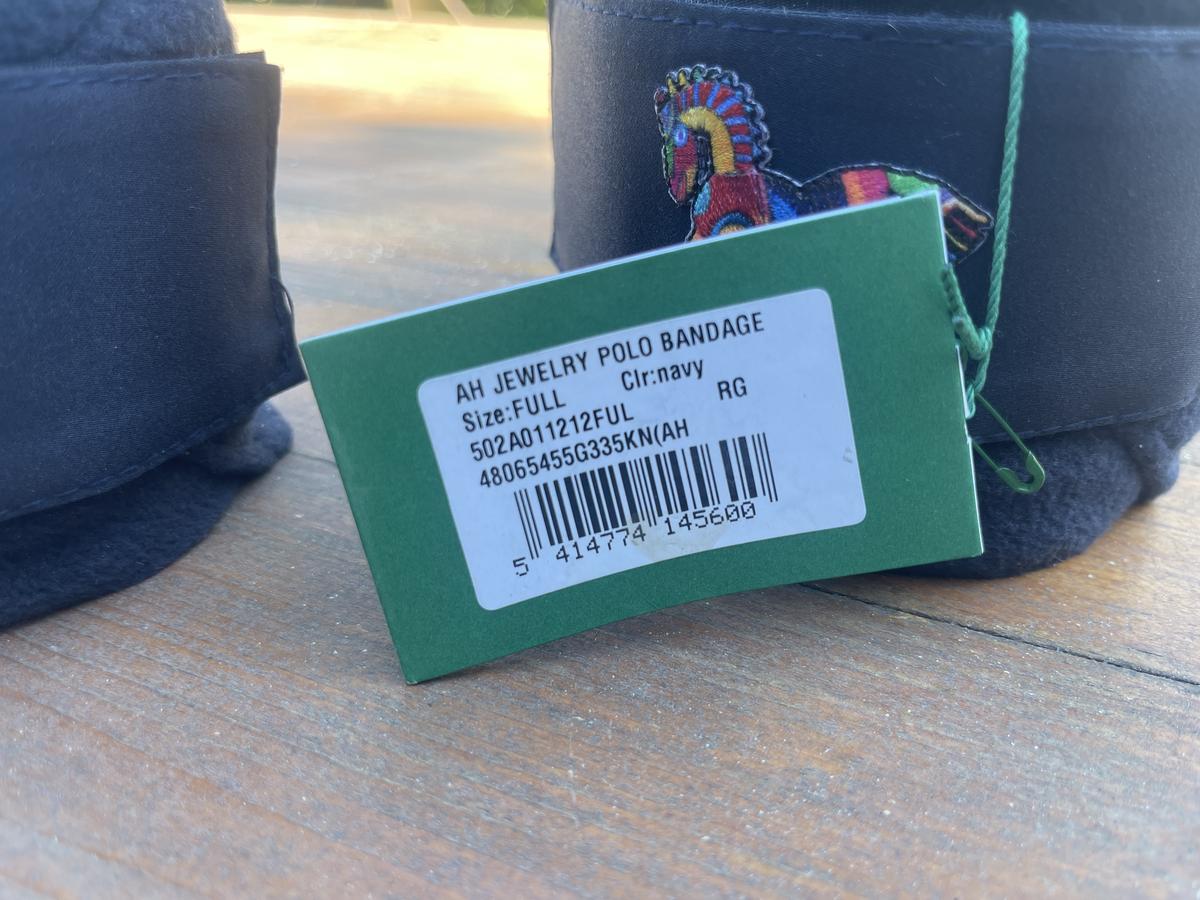 AH JEWELRY POLO BANDAGE
Size:FULL Clr:navy
502A011212FUL RG
48065455G335KN(AH
5 414774 145600